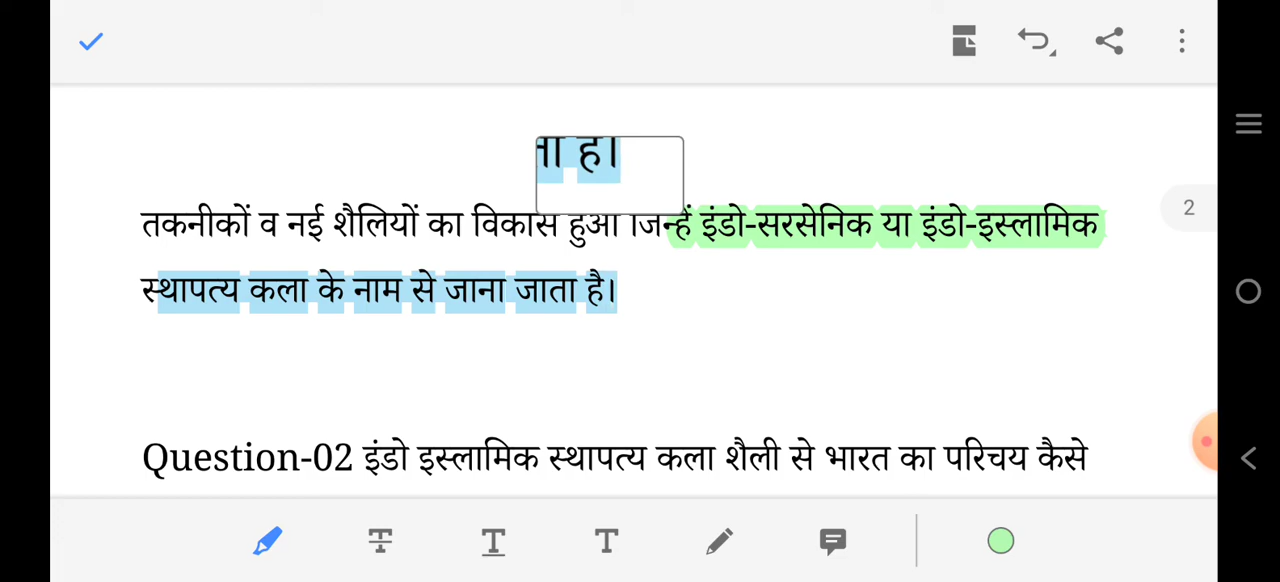 ना है।
तकनीकों व नई शैलियों का विकास हुआ जिन्हें इंडो-सरसेनिक या इंडो-इस्लामिक
2
स्थापत्य कला के नाम से जाना जाता है।
Question-02 इंडो इस्लामिक स्थापत्य कला शैली से भारत का परिचय कैसे